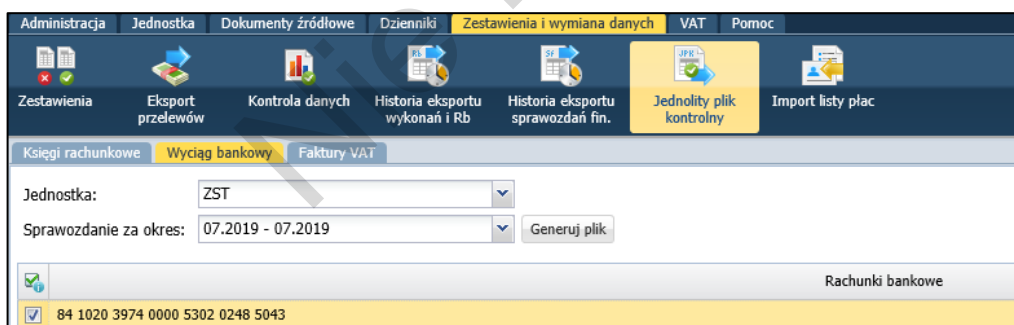 Administracja Jednostka Dokumenty źródłowe Dzienniki Zestawienia i wymiana danych VAT Pomoc
Zestawienia Eksport przelewów Kontrola danych Historia eksportu wykonań i Rb Historia eksportu sprawozdań fin. Jednolity plik kontrolny Import listy płac
Księgi rachunkowe Wyciąg bankowy Faktury VAT
Jednostka: ZST
Sprawozdanie za okres: 07.2019 - 07.2019 Generuj plik
Rachunki bankowe
84 1020 3974 0000 5302 0248 5043